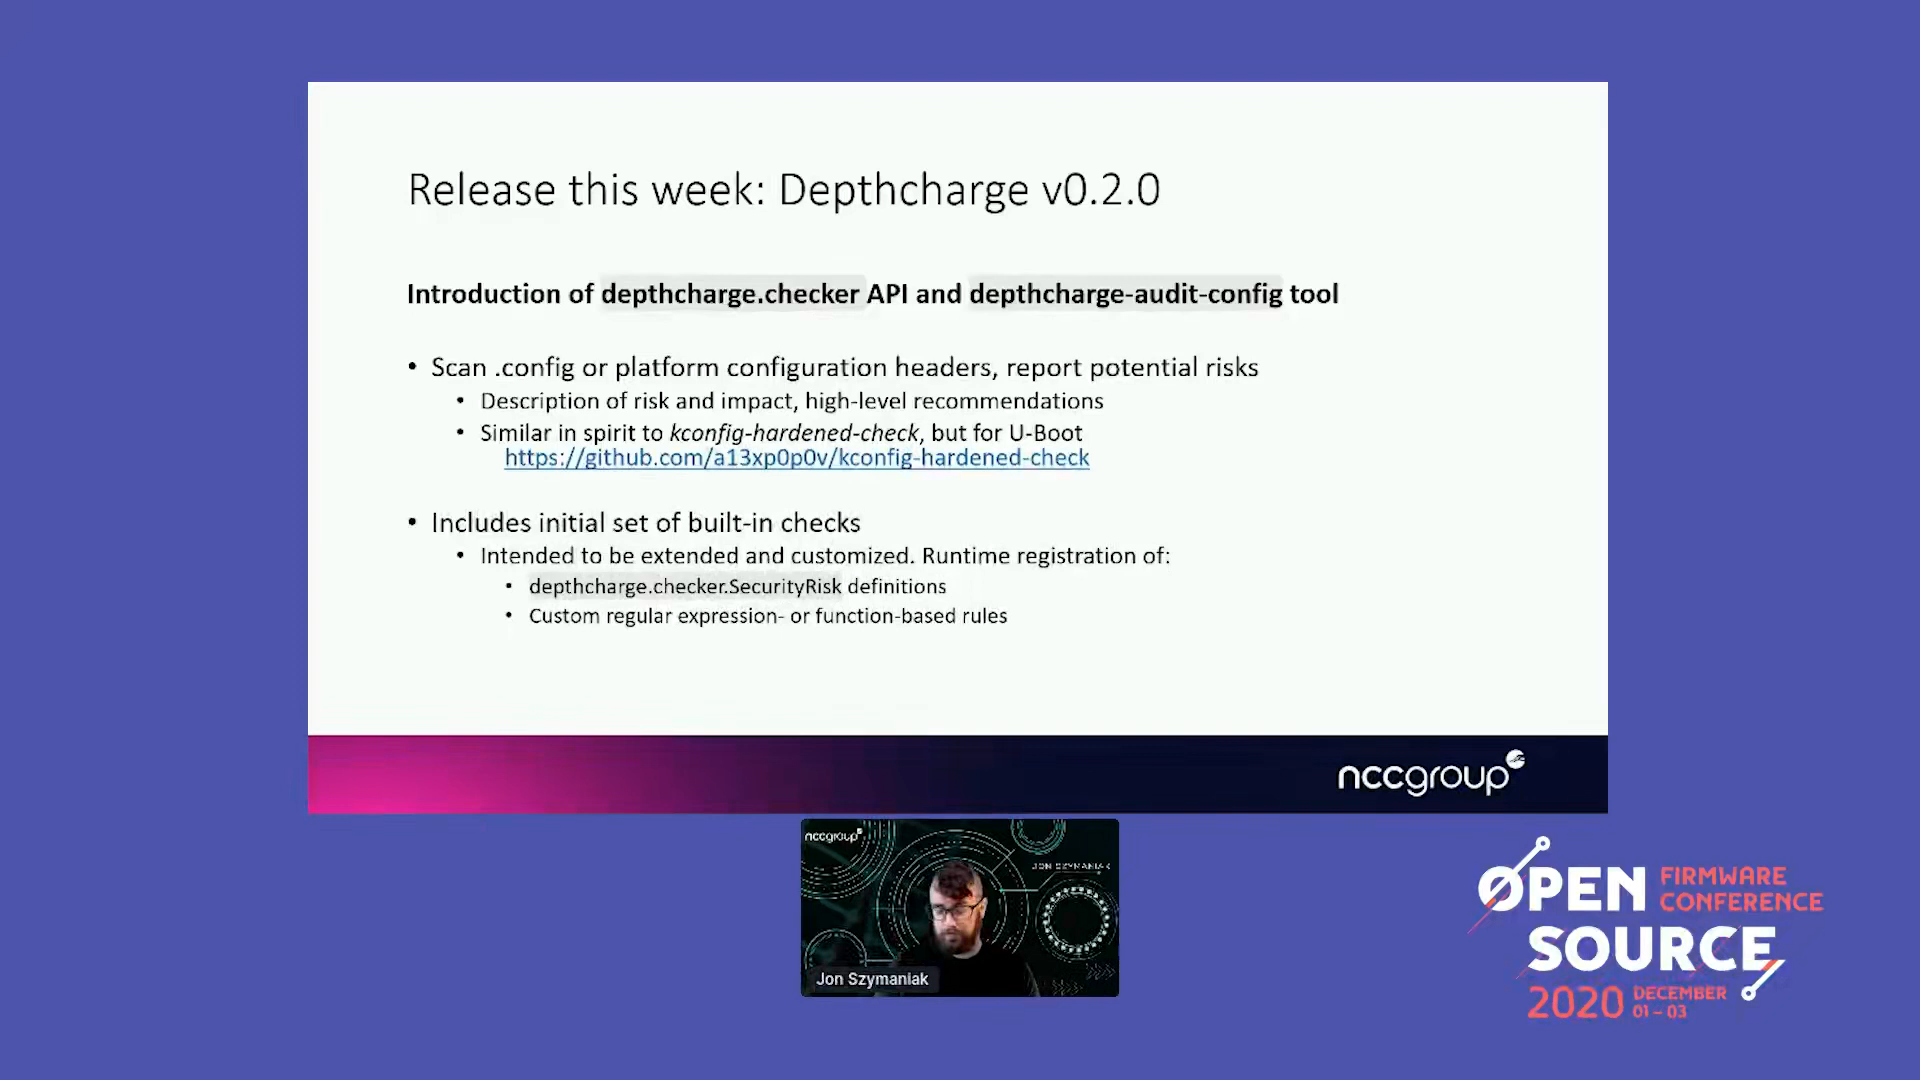 Release this week: Depthcharge v0.2.0
Introduction of depthcharge.checker API and depthcharge-audit-config tool
• Scan .config or platform configuration headers, report potential risks
• Description of risk and impact, high-level recommendations
• Similar in spirit to kconfig-hardened-check, but for U-Boot
https://github.com/a13xp0p0v/kconfig-hardened-check
• Includes initial set of built-in checks
• Intended to be extended and customized. Runtime registration of:
• depthcharge.checker.SecurityRisk definitions
• Custom regular expression- or function-based rules
nccgroup
nccgroup
JON SZYMANIAK
Jon Szymaniak
OPEN FIRMWARE
CONFERENCE
SOURCE
2020 DECEMBER
01 – 03